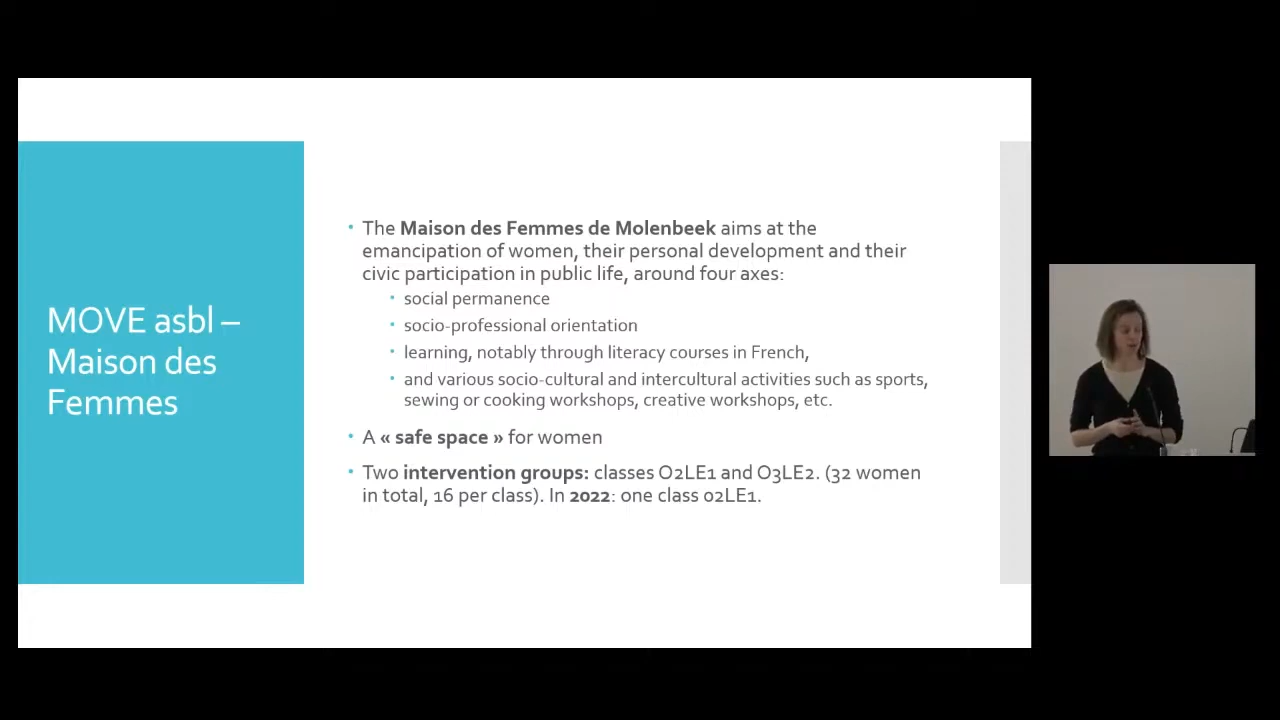 MOVE asbl –
Maison des
Femmes
• The Maison des Femmes de Molenbeek aims at the
emancipation of women, their personal development and their
civic participation in public life, around four axes:
• social permanence
• socio-professional orientation
• learning, notably through literacy courses in French,
• and various socio-cultural and intercultural activities such as sports,
sewing or cooking workshops, creative workshops, etc.
• A « safe space » for women
• Two intervention groups: classes O2LE1 and O3LE2. (32 women
in total, 16 per class). In 2022: one class o2LE1.